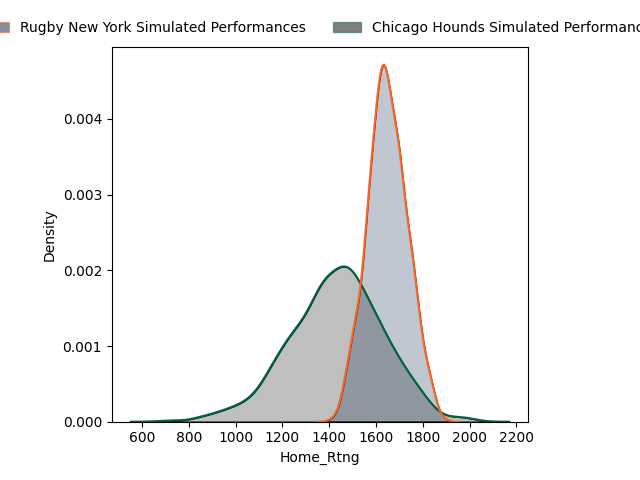 Rugby New York Simulated Performances
Chicago Hounds Simulated
0.004
0.003
0.002
0.001
0.000
Density
600 800 1000 1200 1400 1600 1800 2000 2200
Home_Rtng